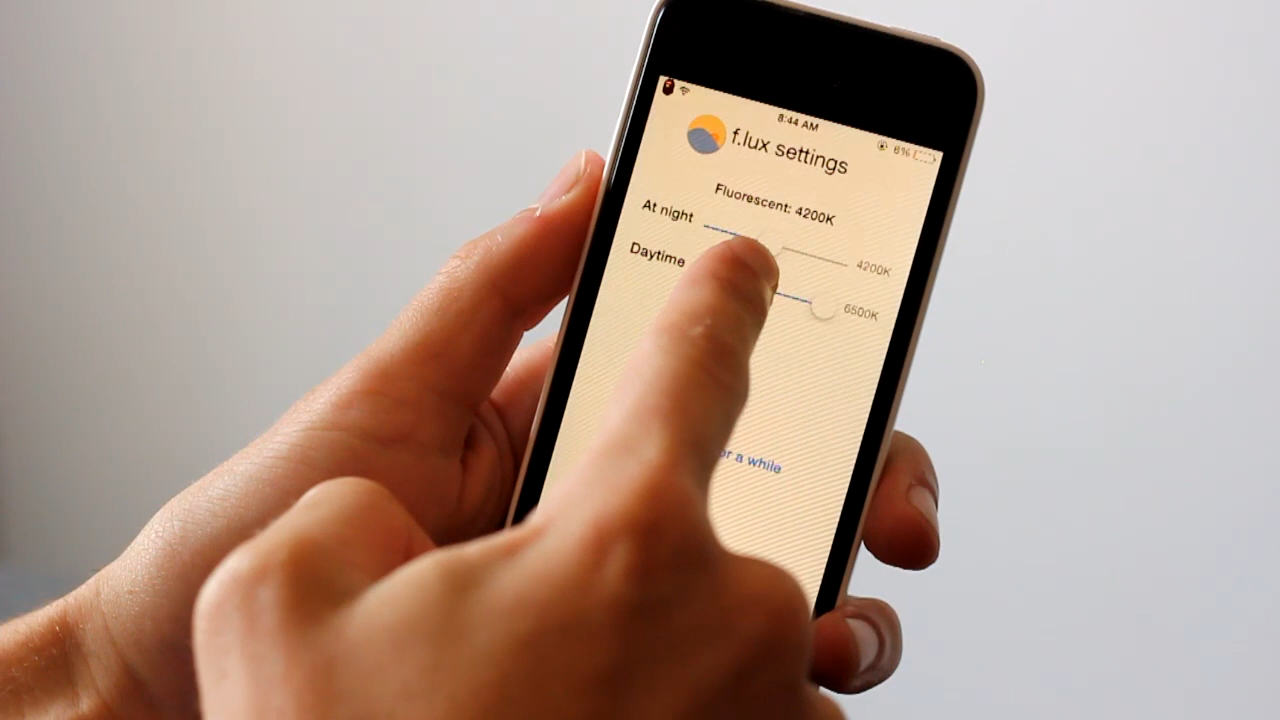 8:44 AM
8%
f.lux settings
Fluorescent: 4200K
At night
4200K
Daytime
6500K
or a while